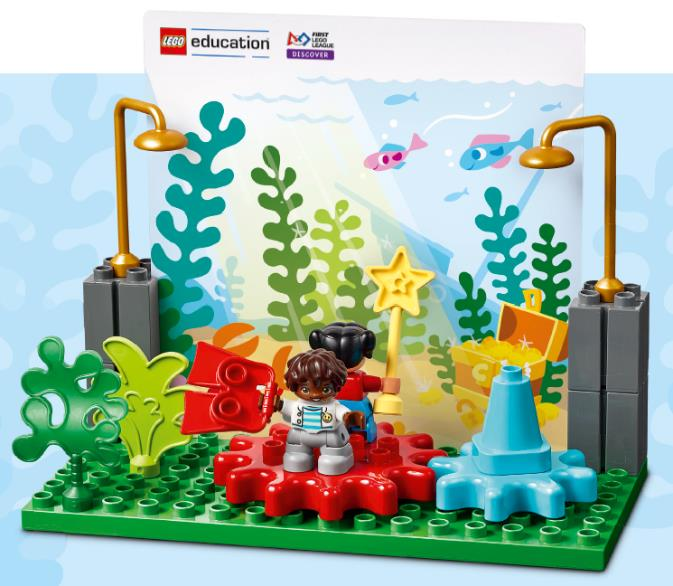 LEGO education
FIRST
LEGO
LEAGUE
DISCOVER